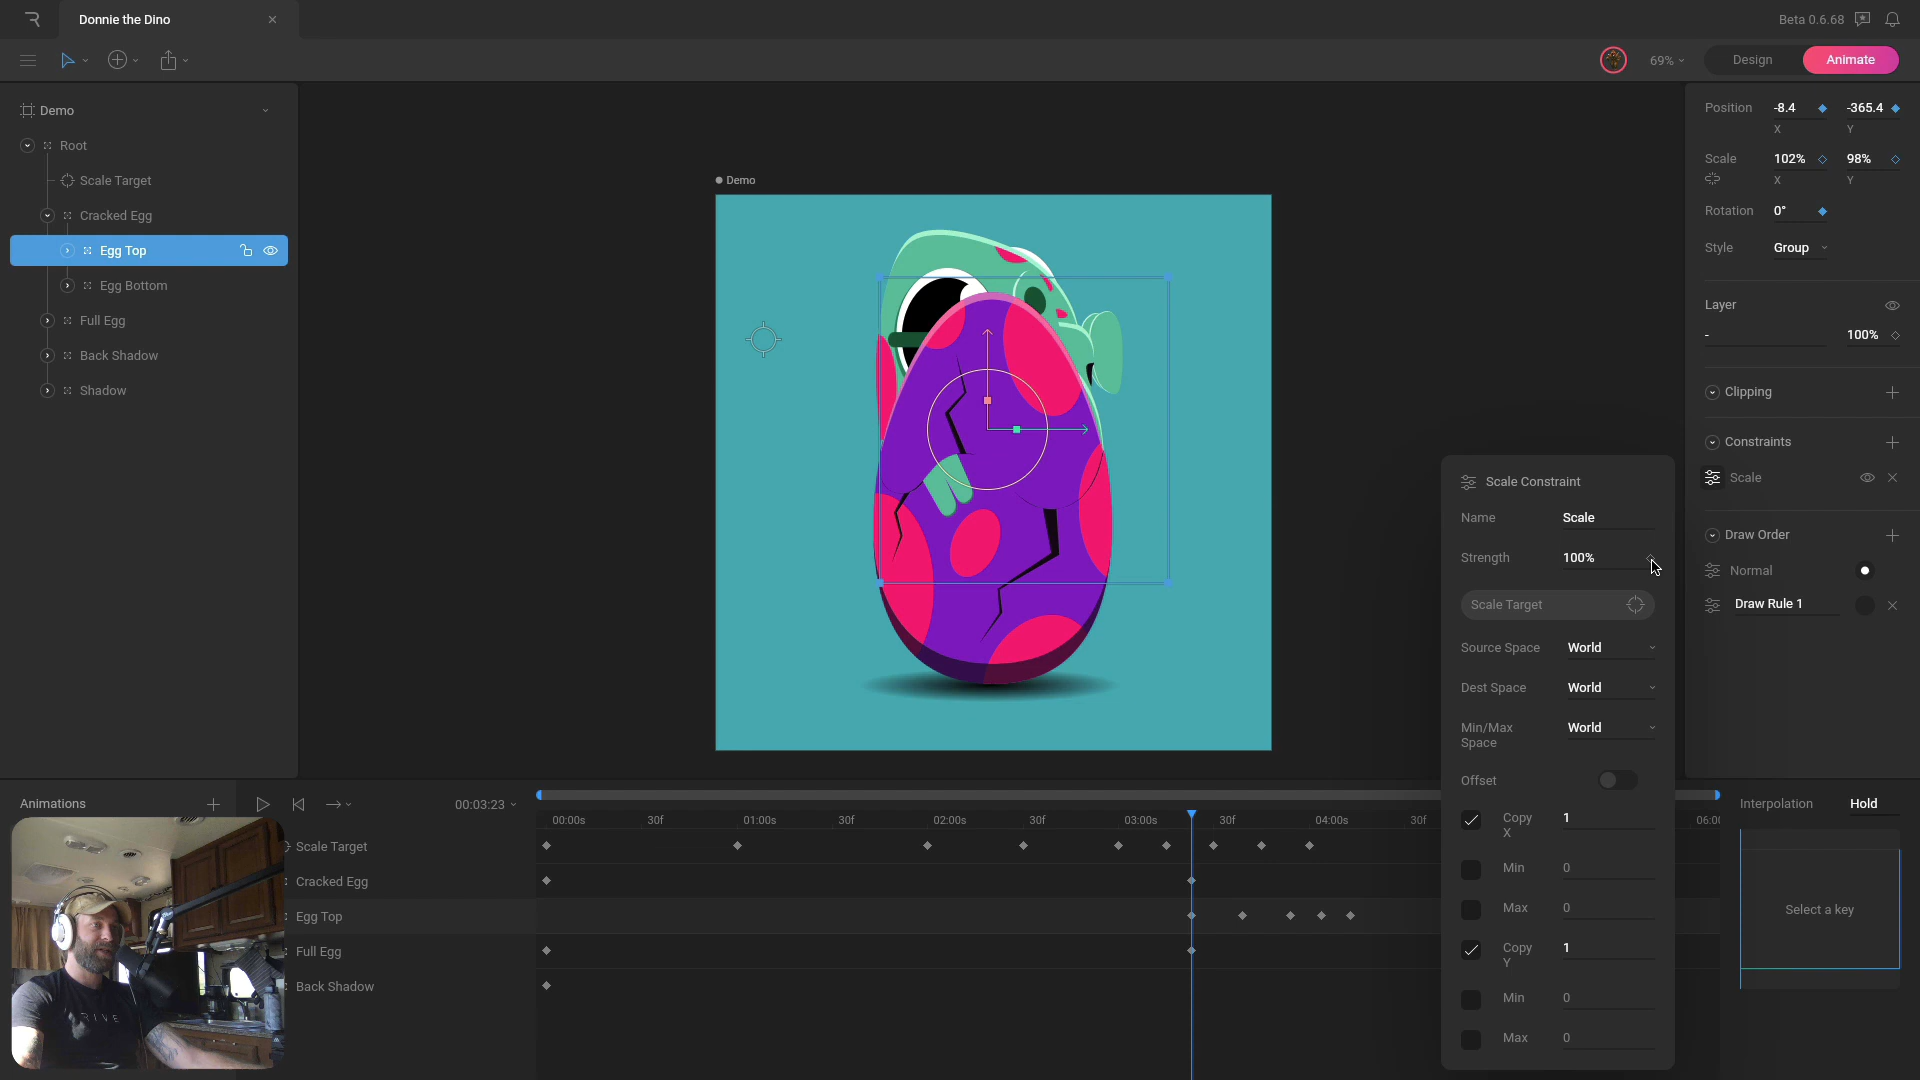 Donnie the Dino
Beta 0.6.68
69%
Design
Animate
Demo
Root
Scale Target
Cracked Egg
Egg Top
Egg Bottom
Full Egg
Back Shadow
Shadow
Demo
Position
-8.4
-365.4
X
Y
Scale
102%
98%
X
Y
Rotation
0°
Style
Group
Layer
-
100%
Clipping
Constraints
Scale
Draw Order
Normal
Draw Rule 1
Scale Constraint
Name
Scale
Strength
100%
Scale Target
Source Space
World
Dest Space
World
Min/Max
Space
World
Offset
Copy
X
1
Min
0
Max
0
Copy
Y
1
Min
0
Max
0
Animations
00:03:23
00:00s
30f
01:00s
30f
02:00s
30f
03:00s
30f
04:00s
30f
Scale Target
Cracked Egg
Egg Top
Full Egg
Back Shadow
Interpolation
Hold
Select a key
RIVE